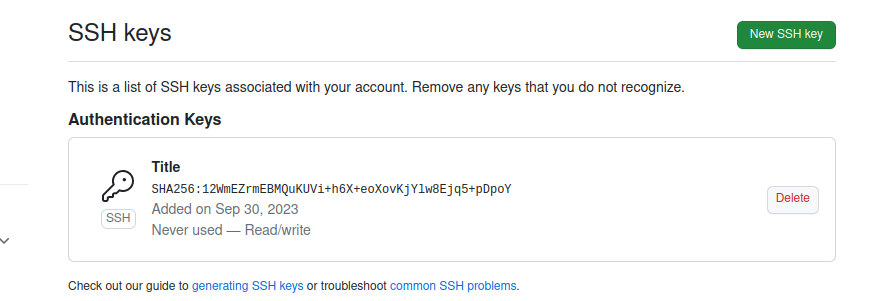 SSH keys
New SSH key
This is a list of SSH keys associated with your account. Remove any keys that you do not recognize.
Authentication Keys
Title
SHA256:12WmEZrmEBMQuKUVi+h6X+eoXovKjYlw8Ejq5+pDpoY
SSH
Added on Sep 30, 2023
Never used — Read/write
Delete
Check out our guide to generating SSH keys or troubleshoot common SSH problems.